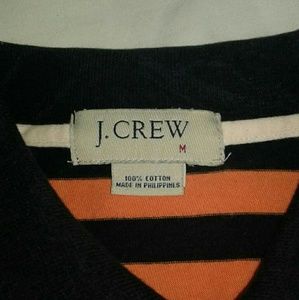 J.CREW
M
100% COTTON
MADE IN PHILIPPINES